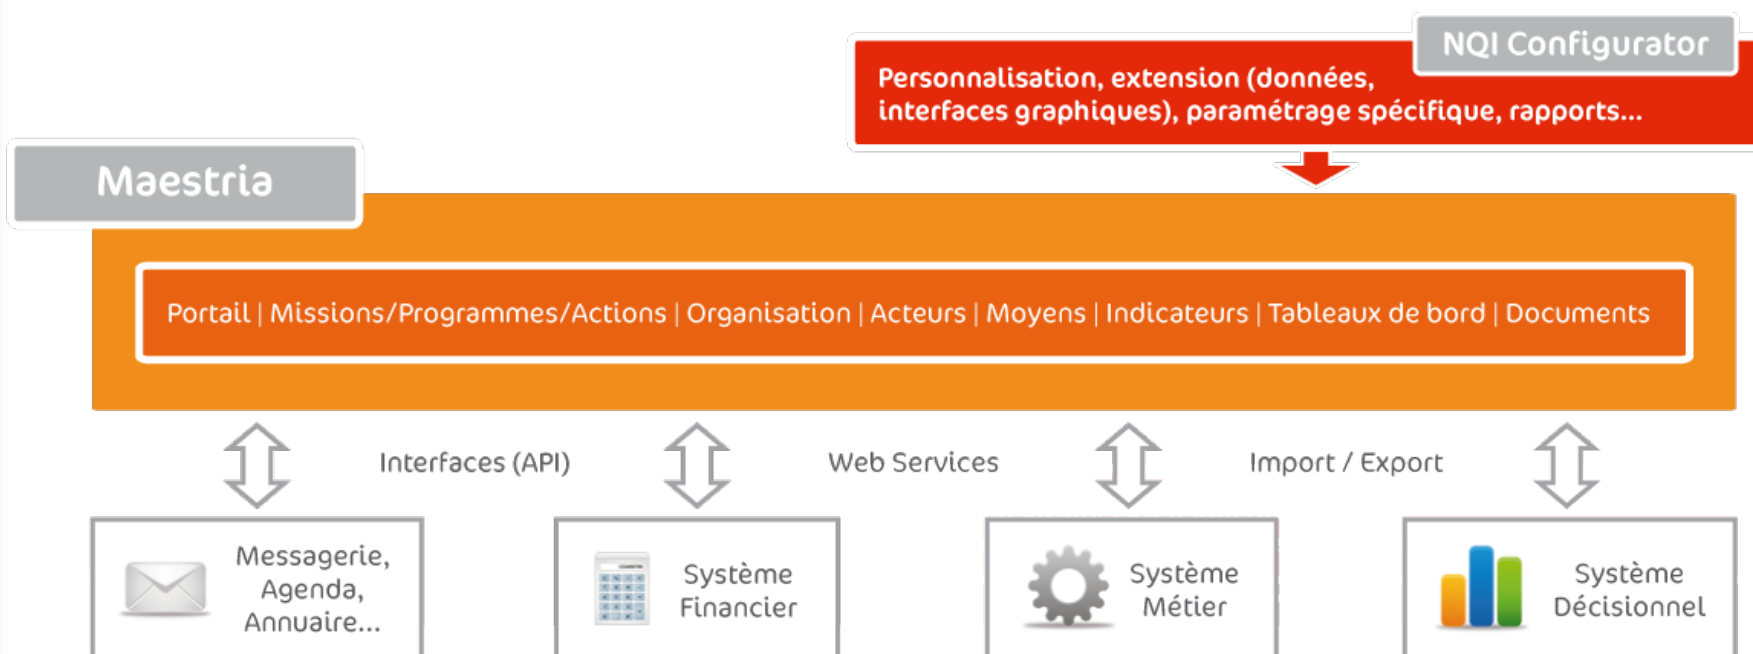 NQI Configurator
Personnalisation, extension (données,
interfaces graphiques), paramétrage spécifique, rapports...
Maestria
Portail | Missions/Programmes/Actions | Organisation | Acteurs | Moyens | Indicateurs | Tableaux de bord | Documents
Interfaces (API)
Web Services
Import / Export
Messagerie,
Agenda,
Annuaire...
Système
Financier
Système
Métier
Système
Décisionnel